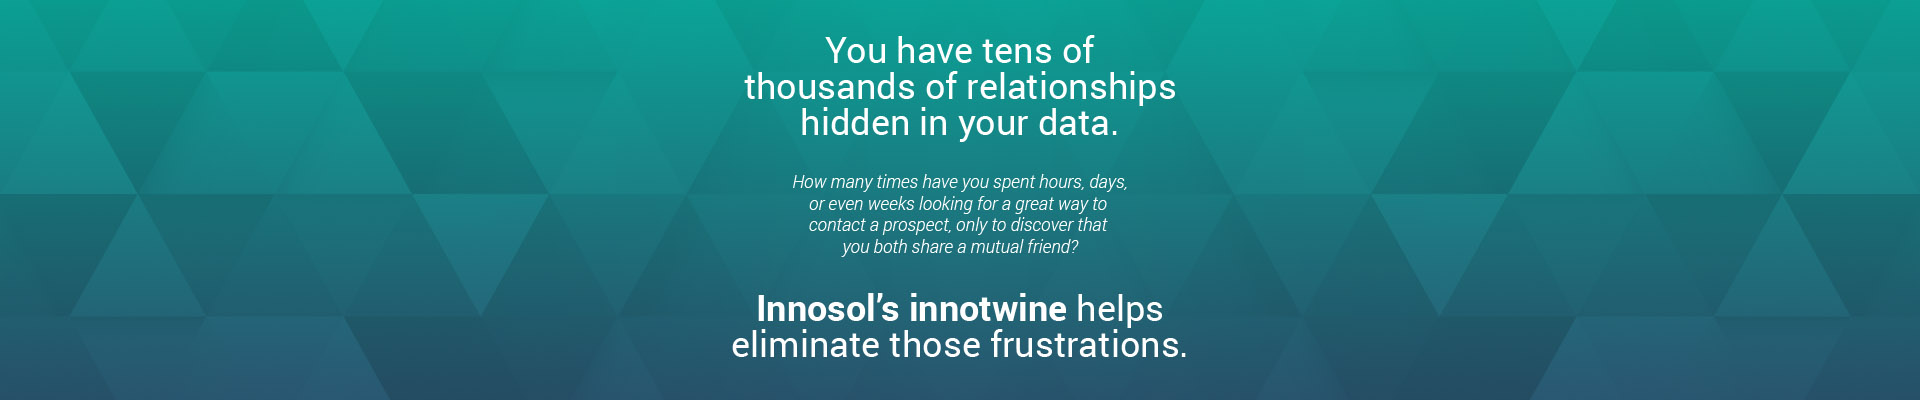 You have tens of
thousands of relationships
hidden in your data.
How many times have you spent hours, days,
or even weeks looking for a great way to
contact a prospect, only to discover that
you both share a mutual friend?
Innosol’s innotwine helps
eliminate those frustrations.